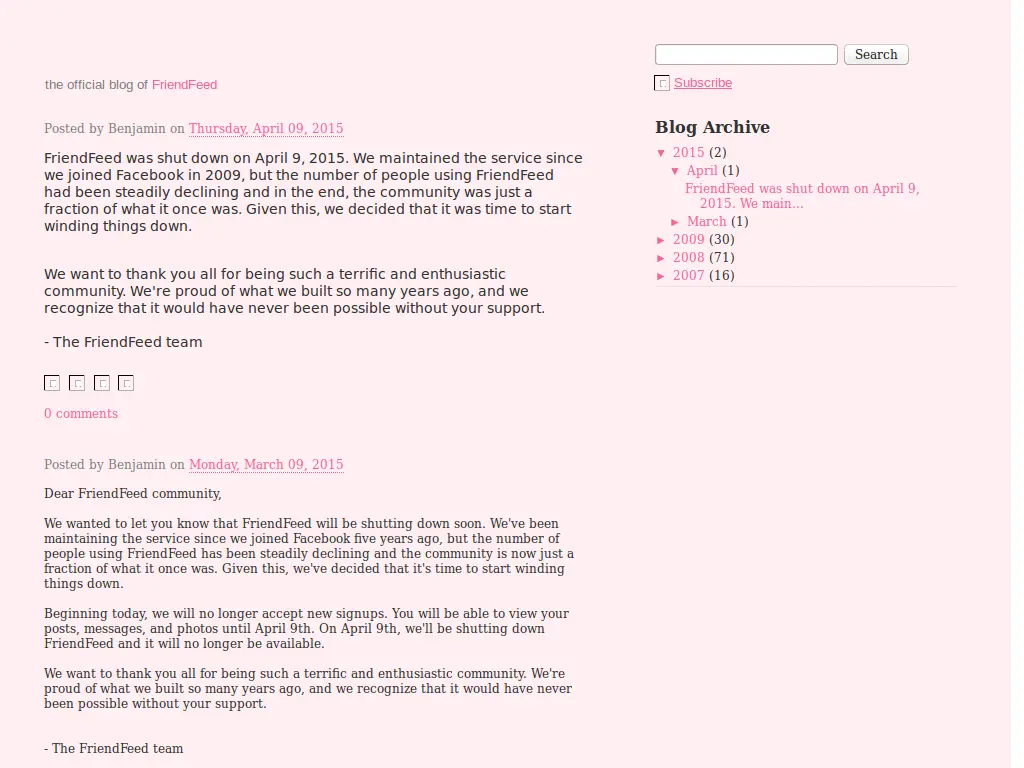 the official blog of FriendFeed
Posted by Benjamin on Thursday, April 09, 2015
FriendFeed was shut down on April 9, 2015. We maintained the service since
we joined Facebook in 2009, but the number of people using FriendFeed
had been steadily declining and in the end, the community was just a
fraction of what it once was. Given this, we decided that it was time to start
winding things down.
We want to thank you all for being such a terrific and enthusiastic
community. We're proud of what we built so many years ago, and we
recognize that it would have never been possible without your support.
- The FriendFeed team
0 comments
Posted by Benjamin on Monday, March 09, 2015
Dear FriendFeed community,
We wanted to let you know that FriendFeed will be shutting down soon. We've been
maintaining the service since we joined Facebook five years ago, but the number of
people using FriendFeed has been steadily declining and the community is now just a
fraction of what it once was. Given this, we've decided that it's time to start winding
things down.
Beginning today, we will no longer accept new signups. You will be able to view your
posts, messages, and photos until April 9th. On April 9th, we'll be shutting down
FriendFeed and it will no longer be available.
We want to thank you all for being such a terrific and enthusiastic community. We're
proud of what we built so many years ago, and we recognize that it would have never
been possible without your support.
- The FriendFeed team
Search
Subscribe
Blog Archive
▼ 2015 (2)
▼ April (1)
FriendFeed was shut down on April 9,
2015. We main...
► March (1)
► 2009 (30)
► 2008 (71)
► 2007 (16)